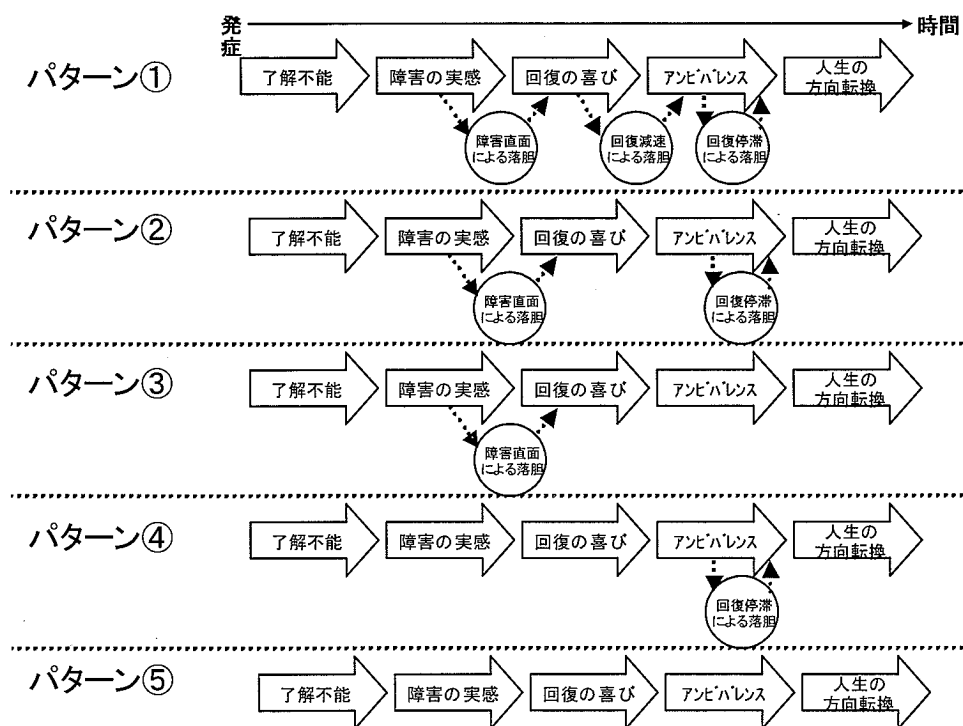 発症
時間
パターン①
了解不能
障害の実感
回復の喜び
アンビバレンス
人生の
方向転換
障害直面
による落胆
回復減速
による落胆
回復停滞
による落胆
パターン②
了解不能
障害の実感
回復の喜び
アンビバレンス
人生の
方向転換
障害直面
による落胆
回復停滞
による落胆
パターン③
了解不能
障害の実感
回復の喜び
アンビバレンス
人生の
方向転換
障害直面
による落胆
パターン④
了解不能
障害の実感
回復の喜び
アンビバレンス
人生の
方向転換
回復停滞
による落胆
パターン⑤
了解不能
障害の実感
回復の喜び
アンビバレンス
人生の
方向転換